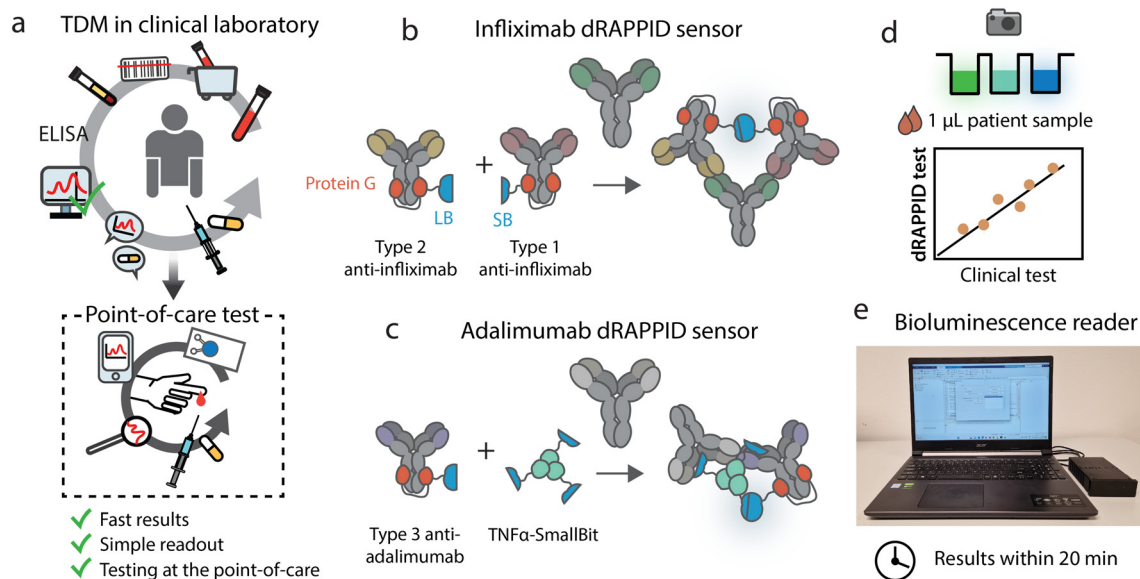 a
TDM in clinical laboratory
ELISA
Point-of-care test
Fast results
Simple readout
Testing at the point-of-care
b
Infliximab dRAPPID sensor
Protein G
LB
SB
Type 2
anti-infliximab
Type 1
anti-infliximab
c
Adalimumab dRAPPID sensor
Type 3 anti-
adalimumab
TNFα-SmallBit
d
1 µL patient sample
dRAPPID test
Clinical test
e
Bioluminescence reader
acer
Results within 20 min